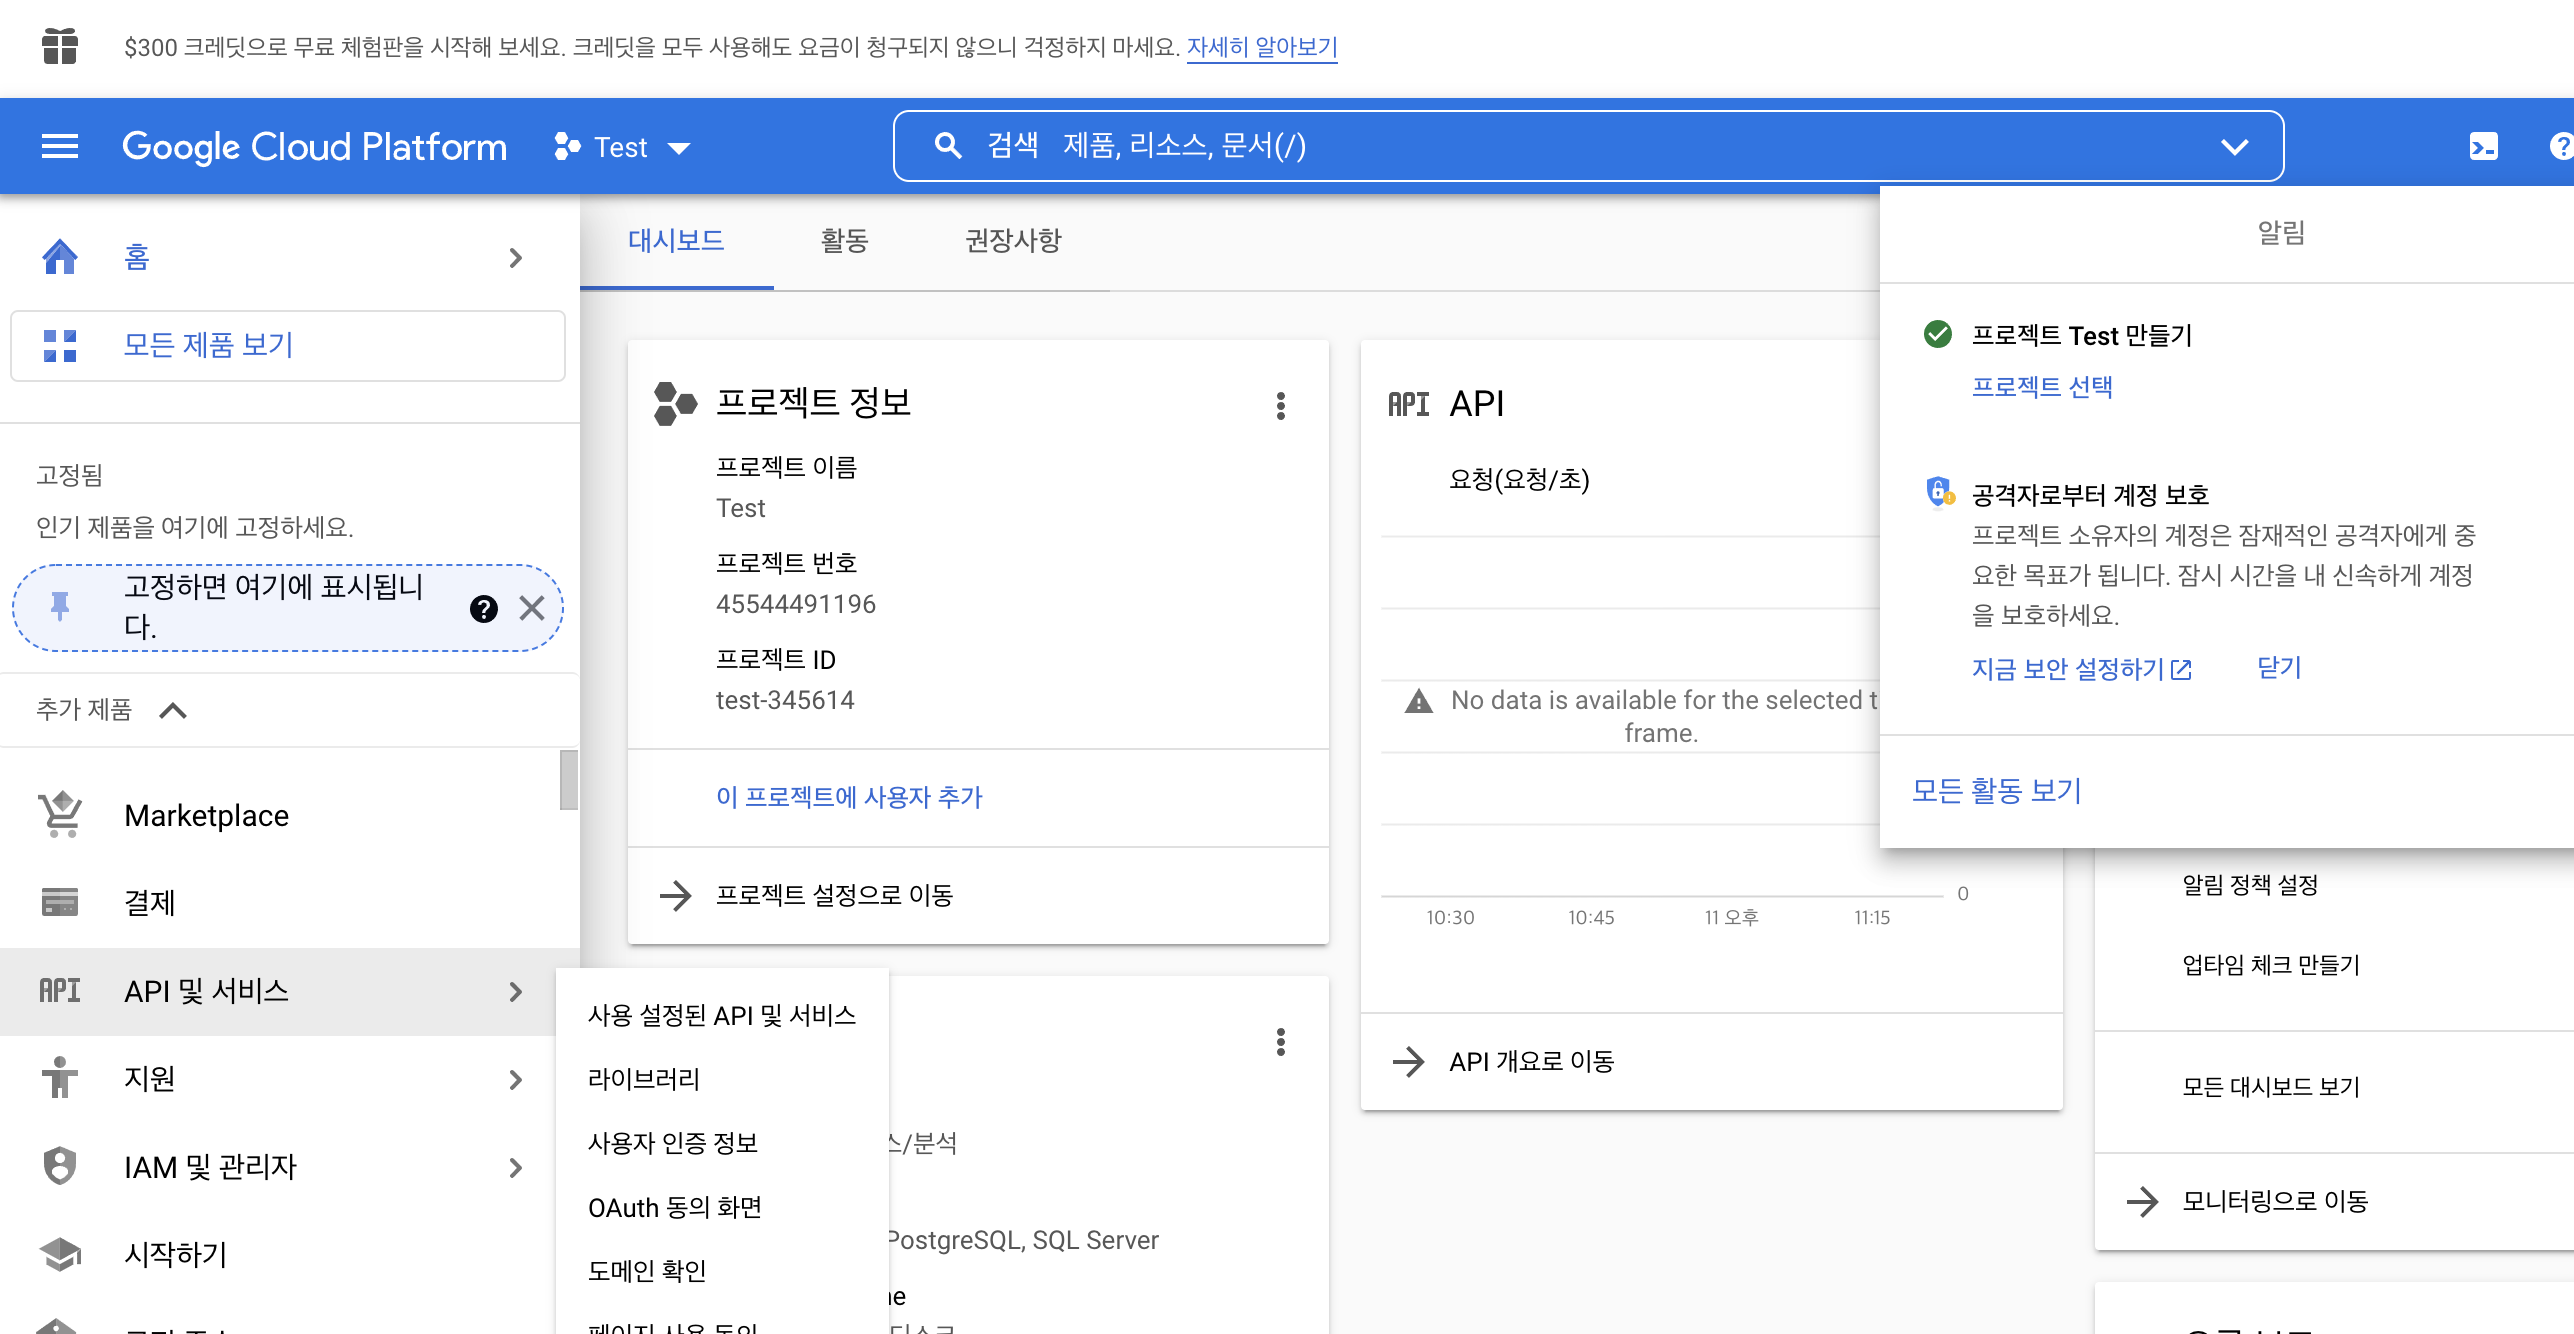 $300 크레딧으로 무료 체험판을 시작해 보세요. 크레딧을 모두 사용해도 요금이 청구되지 않으니 걱정하지 마세요. 자세히 알아보기
Google Cloud Platform
Test
검색 제품, 리소스, 문서(/)
홈
모든 제품 보기
고정됨
인기 제품을 여기에 고정하세요.
고정하면 여기에 표시됩니
다.
추가 제품
Marketplace
결제
API API 및 서비스
지원
IAM 및 관리자
시작하기
사용 설정된 API 및 서비스
라이브러리
사용자 인증 정보
OAuth 동의 화면
도메인 확인
페이지 사용 동의
대시보드
활동
권장사항
프로젝트 정보
프로젝트 이름
Test
프로젝트 번호
45544491196
프로젝트 ID
test-345614
이 프로젝트에 사용자 추가
프로젝트 설정으로 이동
/분석
PostgreSQL, SQL Server
API API
요청(요청/초)
No data is available for the selected
frame.
0
10:30 10:45 11 오후 11:15
API 개요로 이동
알림
프로젝트 Test 만들기
프로젝트 선택
공격자로부터 계정 보호
프로젝트 소유자의 계정은 잠재적인 공격자에게 중
요한 목표가 됩니다. 잠시 시간을 내 신속하게 계정
을 보호하세요.
지금 보안 설정하기
닫기
모든 활동 보기
알림 정책 설정
업타임 체크 만들기
모든 대시보드 보기
모니터링으로 이동